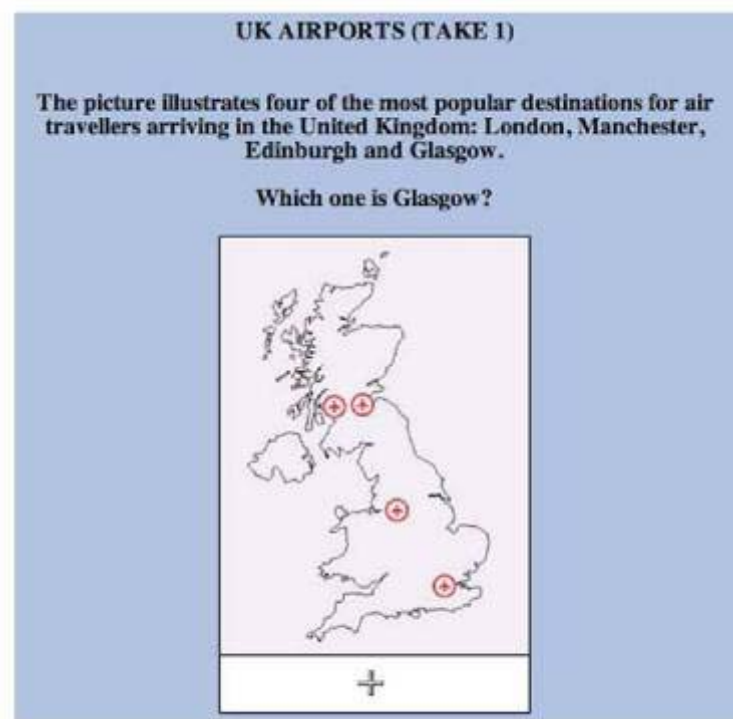 UK AIRPORTS (TAKE 1)
The picture illustrates four of the most popular destinations for air
travellers arriving in the United Kingdom: London, Manchester,
Edinburgh and Glasgow.
Which one is Glasgow?